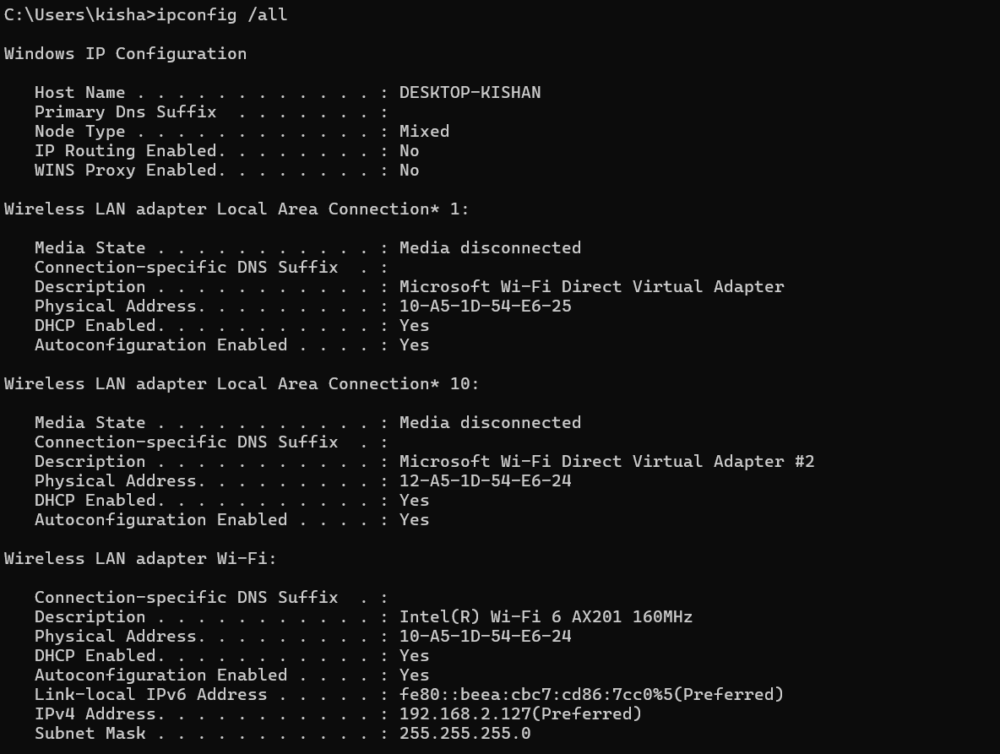 C:\Users\kisha>ipconfig /all
Windows IP Configuration
Host Name . . . . . . . . . . . . : DESKTOP-KISHAN
Primary Dns Suffix  . . . . . . . :
Node Type . . . . . . . . . . . . : Mixed
IP Routing Enabled. . . . . . . . : No
WINS Proxy Enabled. . . . . . . . : No
Wireless LAN adapter Local Area Connection* 1:
Media State . . . . . . . . . . . : Media disconnected
Connection-specific DNS Suffix  . :
Description . . . . . . . . . . . : Microsoft Wi-Fi Direct Virtual Adapter
Physical Address. . . . . . . . . : 10-A5-1D-54-E6-25
DHCP Enabled. . . . . . . . . . . : Yes
Autoconfiguration Enabled . . . . : Yes
Wireless LAN adapter Local Area Connection* 10:
Media State . . . . . . . . . . . : Media disconnected
Connection-specific DNS Suffix  . :
Description . . . . . . . . . . . : Microsoft Wi-Fi Direct Virtual Adapter #2
Physical Address. . . . . . . . . : 12-A5-1D-54-E6-24
DHCP Enabled. . . . . . . . . . . : Yes
Autoconfiguration Enabled . . . . : Yes
Wireless LAN adapter Wi-Fi:
Connection-specific DNS Suffix  . :
Description . . . . . . . . . . . : Intel(R) Wi-Fi 6 AX201 160MHz
Physical Address. . . . . . . . . : 10-A5-1D-54-E6-24
DHCP Enabled. . . . . . . . . . . : Yes
Autoconfiguration Enabled . . . . : Yes
Link-local IPv6 Address . . . . . : fe80::beea:cbc7:cd86:7cc0%5(Preferred)
IPv4 Address. . . . . . . . . . . : 192.168.2.127(Preferred)
Subnet Mask . . . . . . . . . . . : 255.255.255.0